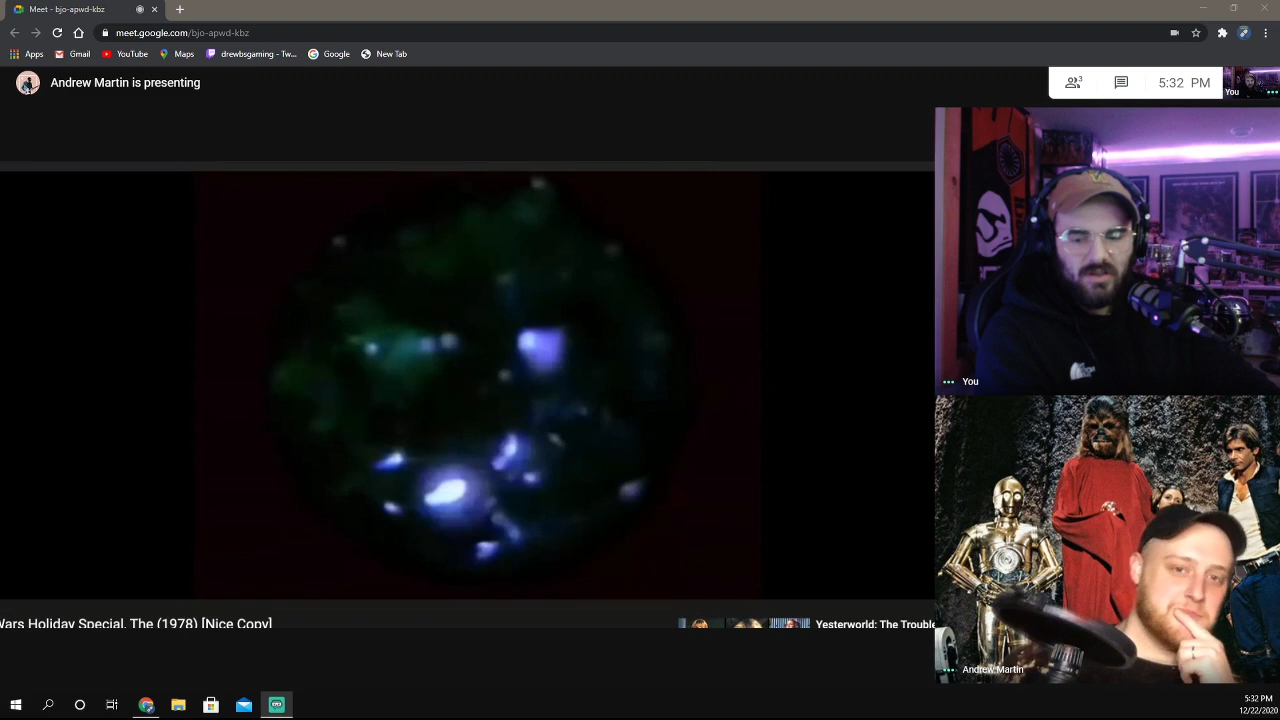 Meet - bjo-apwd-kbz
meet.google.com/bjo-apwd-kbz
Apps Gmail YouTube Maps drewbsgaming - Tw... Google New Tab
Andrew Martin is presenting
3 5:32 PM
You
You
Wars Holiday Special, The (1978) [Nice Copy]
Yesterworld: The Trouble
Andrew Martin
5:32 PM
12/22/2020